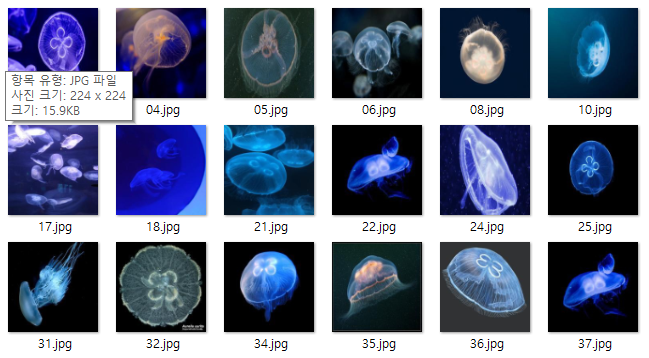 항목 유형: JPG 파일
사진 크기: 224 x 224
크기: 15.9KB
04.jpg
05.jpg
06.jpg
08.jpg
10.jpg
17.jpg
18.jpg
21.jpg
22.jpg
24.jpg
25.jpg
31.jpg
32.jpg
34.jpg
35.jpg
36.jpg
37.jpg